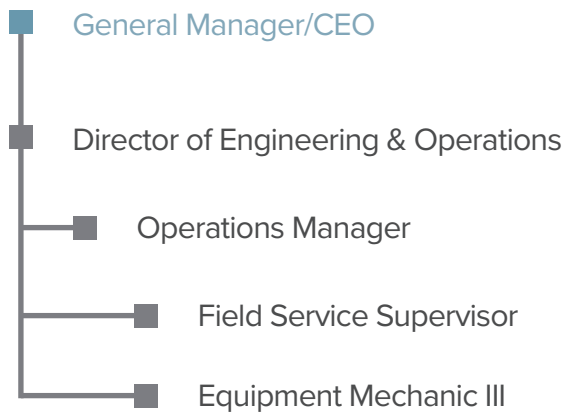 General Manager/CEO
Director of Engineering & Operations
Operations Manager
Field Service Supervisor
Equipment Mechanic III